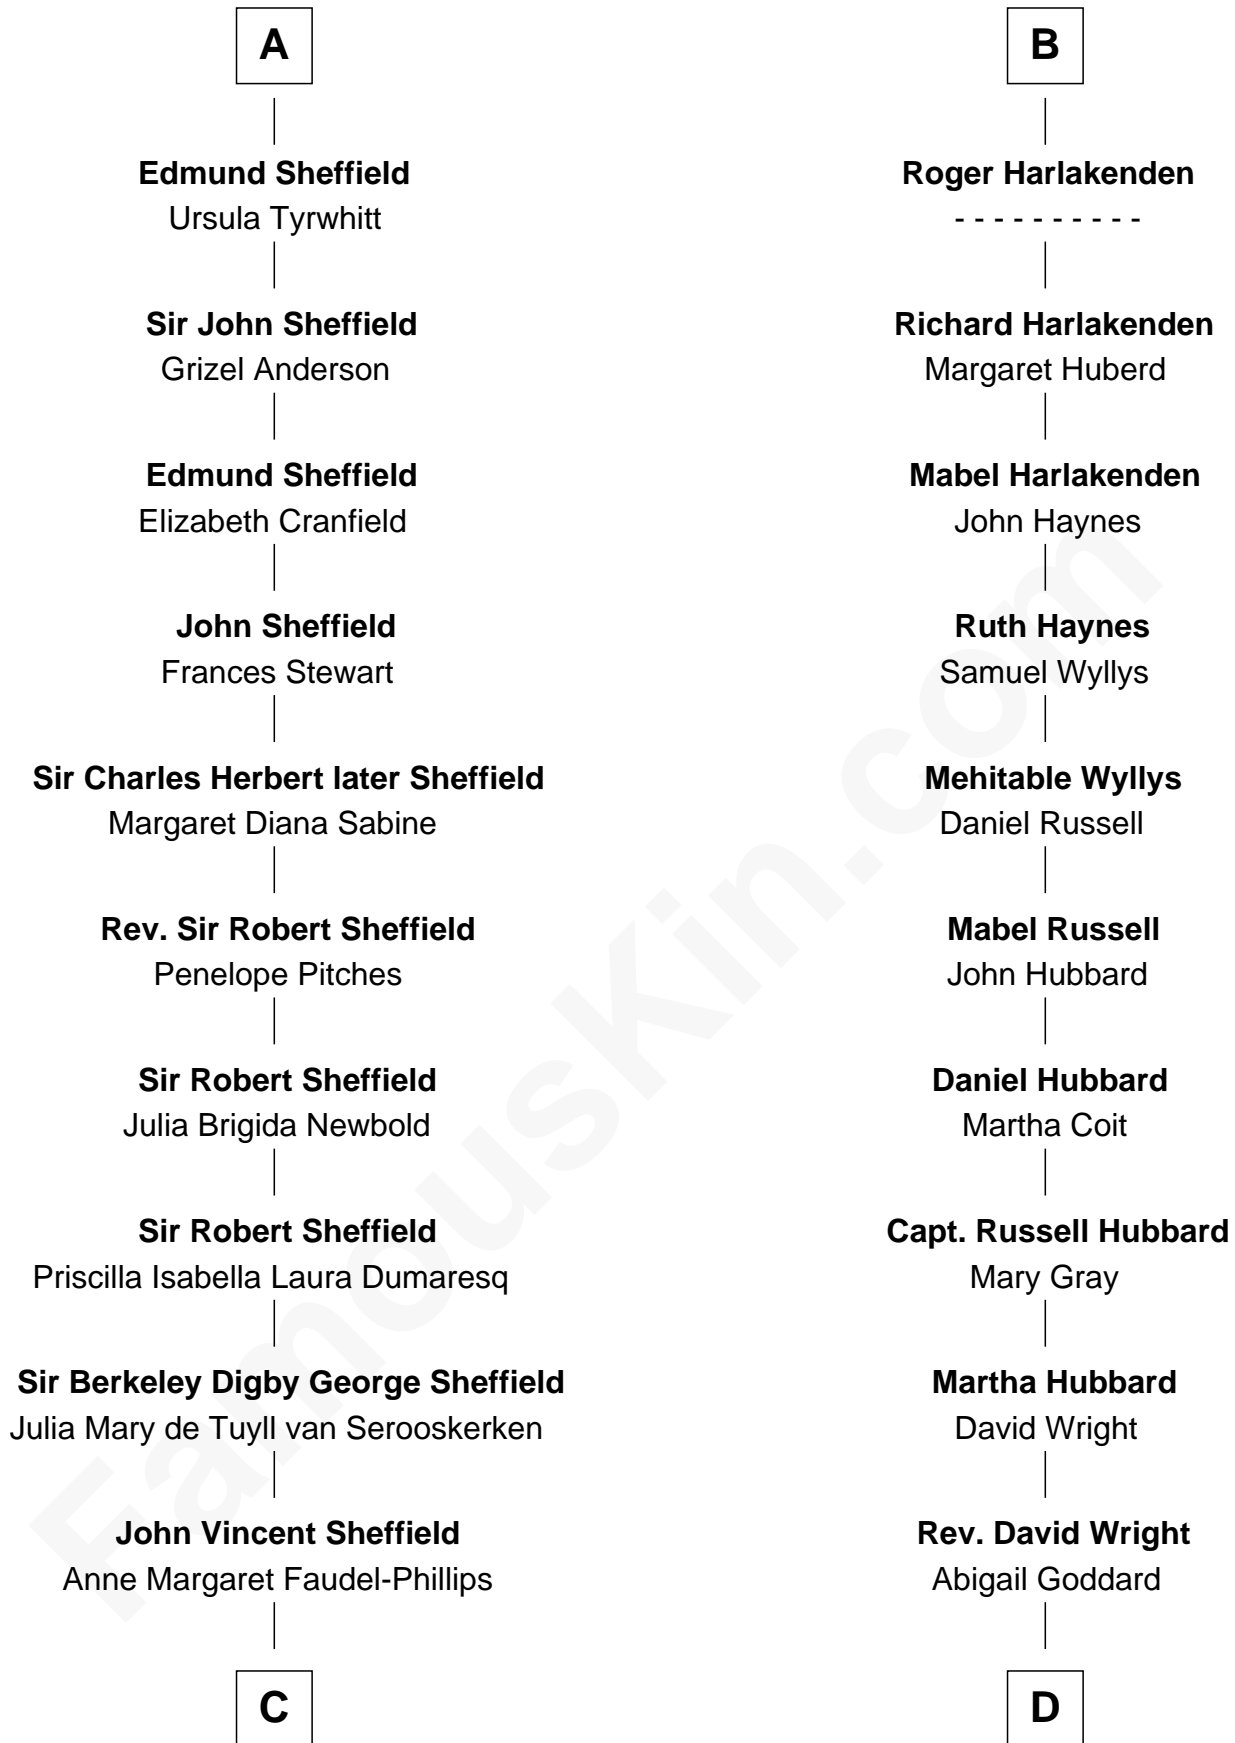 A
Edmund Sheffield
Ursula Tyrwhitt
Sir John Sheffield
Grizel Anderson
Edmund Sheffield
Elizabeth Cranfield
John Sheffield
Frances Stewart
Sir Charles Herbert later Sheffield
Margaret Diana Sabine
Rev. Sir Robert Sheffield
Penelope Pitches
Sir Robert Sheffield
Julia Brigida Newbold
Sir Robert Sheffield
Priscilla Isabella Laura Dumaresq
Sir Berkeley Digby George Sheffield
Julia Mary de Tuyll van Serooskerken
John Vincent Sheffield
Anne Margaret Faudel-Phillips
C
B
Roger Harlakenden
- - - - - - - - - -
Richard Harlakenden
Margaret Huberd
Mabel Harlakenden
John Haynes
Ruth Haynes
Samuel Wyllys
Mehitable Wyllys
Daniel Russell
Mabel Russell
John Hubbard
Daniel Hubbard
Martha Coit
Capt. Russell Hubbard
Mary Gray
Martha Hubbard
David Wright
Rev. David Wright
Abigail Goddard
D
FamousKin.com